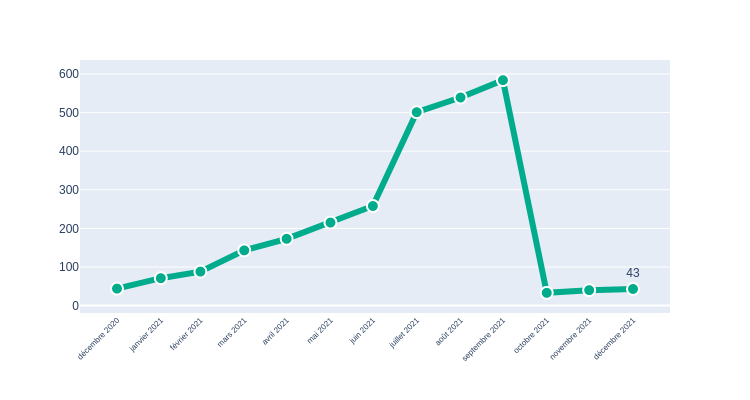 600
500
400
300
200
100
0
43
décembre 2020
janvier 2021
février 2021
mars 2021
avril 2021
mai 2021
juin 2021
juillet 2021
août 2021
septembre 2021
octobre 2021
novembre 2021
décembre 2021